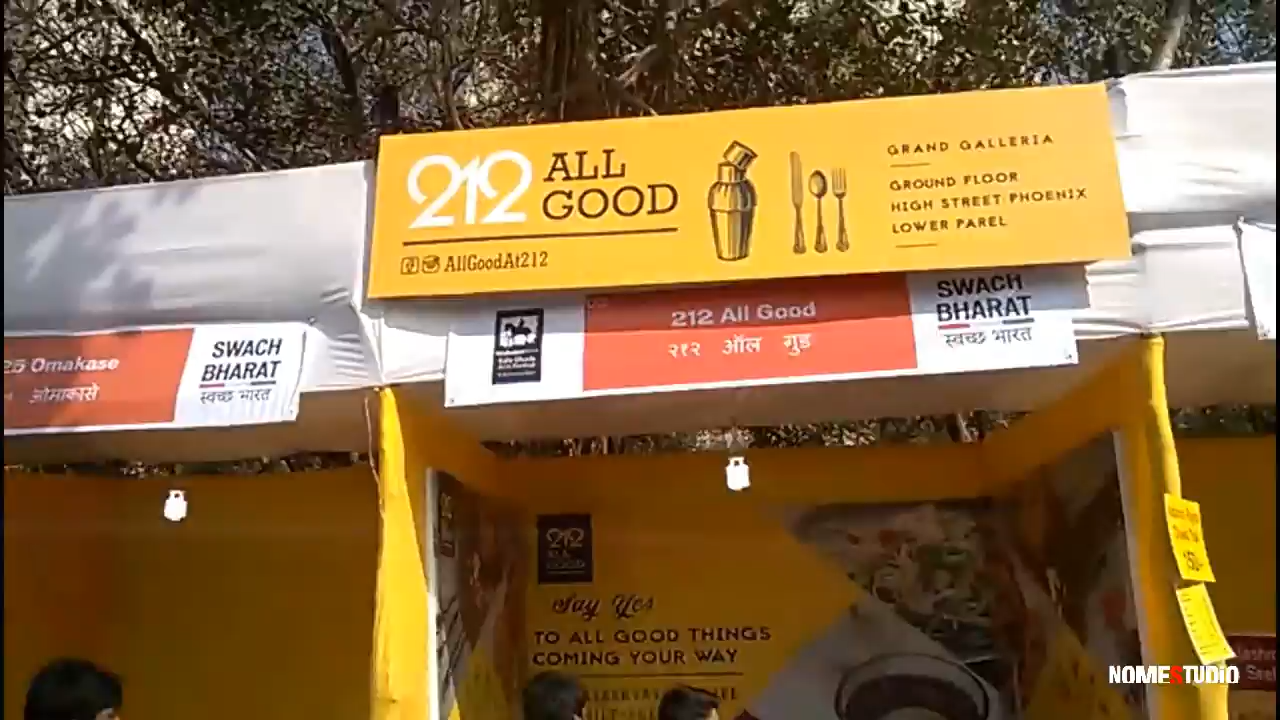 212 ALL GOOD
AllGoodAt212
GRAND GALLERIA
GROUND FLOOR
HIGH STREET PHOENIX
LOWER PAREL
25 Omakase
ओमाकासे
SWACH
BHARAT
स्वच्छ भारत
212 All Good
२१२ ऑल गुड
SWACH
BHARAT
स्वच्छ भारत
212
ALL
GOOD
Say Yes
TO ALL GOOD THINGS
COMING YOUR WAY
NOMESTUDiO